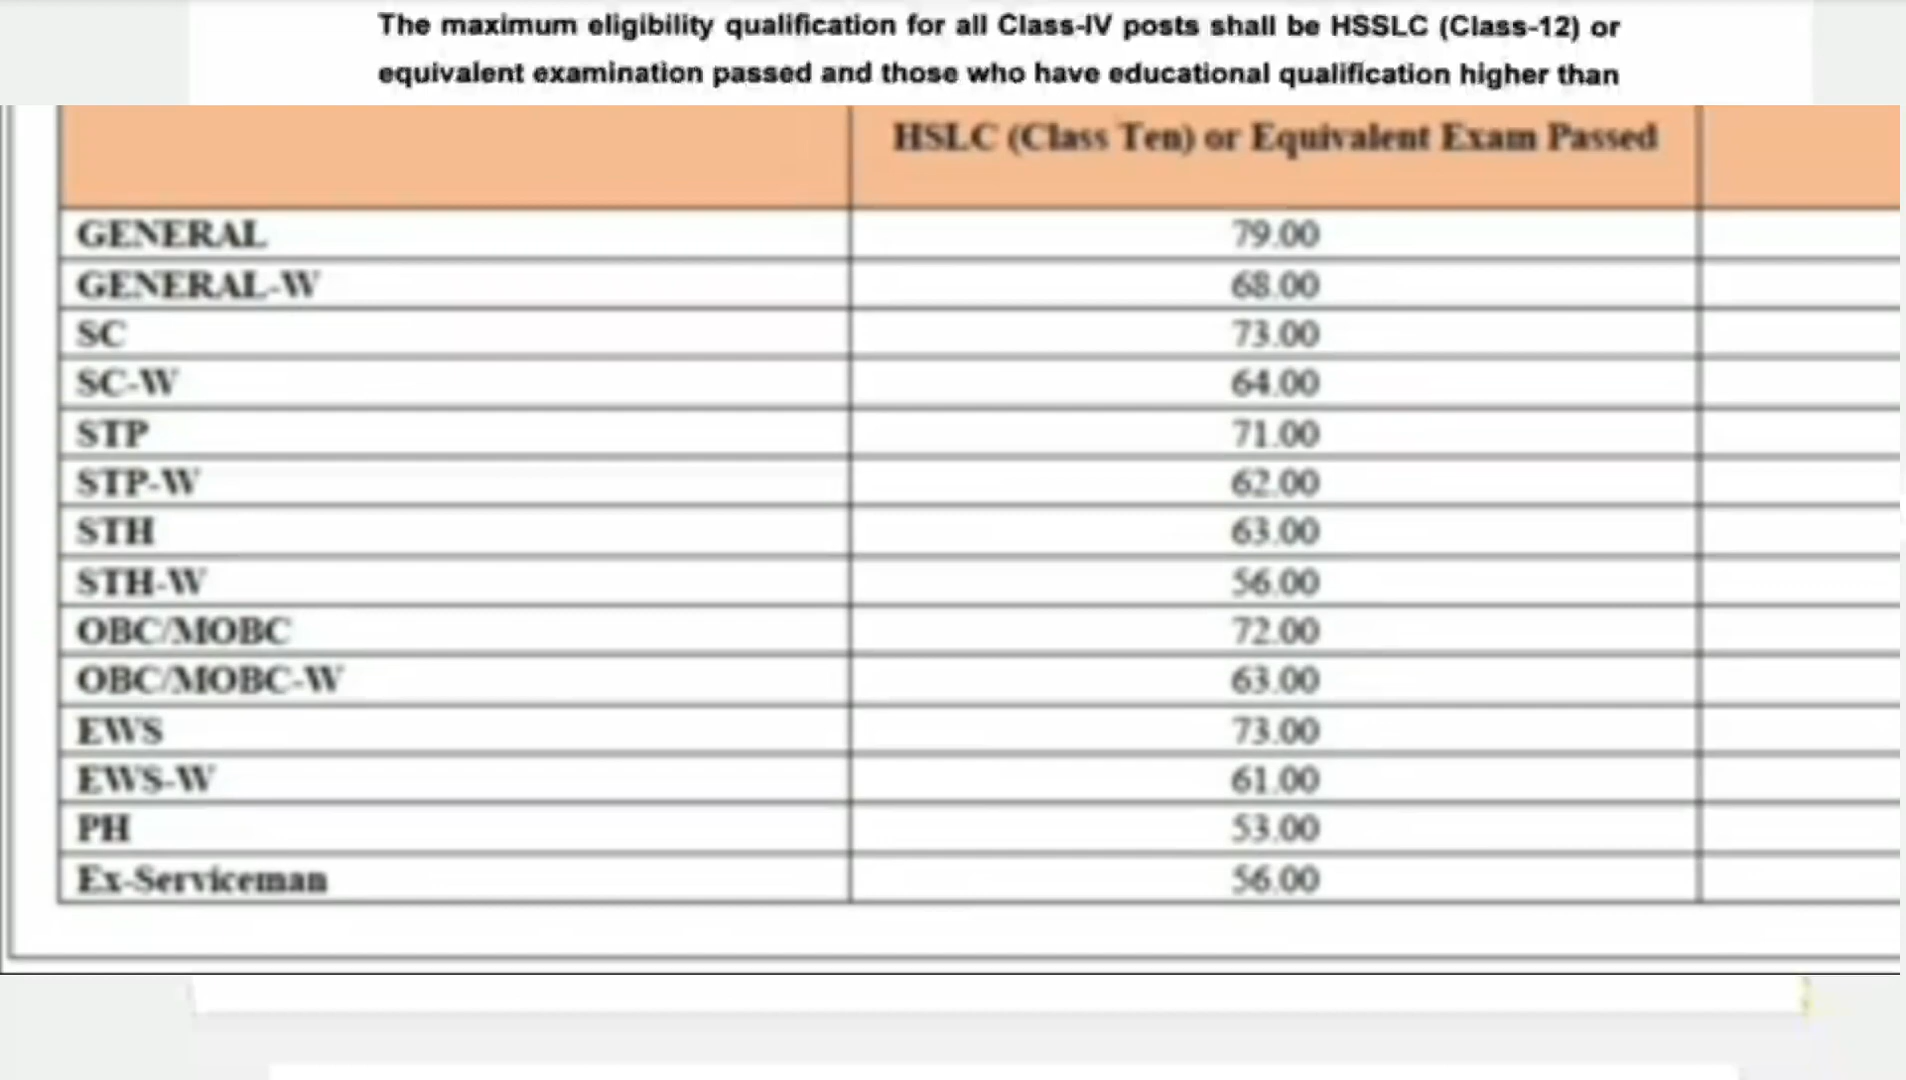 The maximum eligibility qualification for all Class-IV posts shall be HSSLC (Class-12) or
equivalent examination passed and those who have educational qualification higher than
HSLC (Class Ten) or Equivalent Exam Passed
GENERAL 79.00
GENERAL-W 68.00
SC 73.00
SC-W 64.00
STP 71.00
STP-W 62.00
STH 63.00
STH-W 56.00
OBC/MOBC 72.00
OBC/MOBC-W 63.00
EWS 73.00
EWS-W 61.00
PH 53.00
Ex-Serviceman 56.00